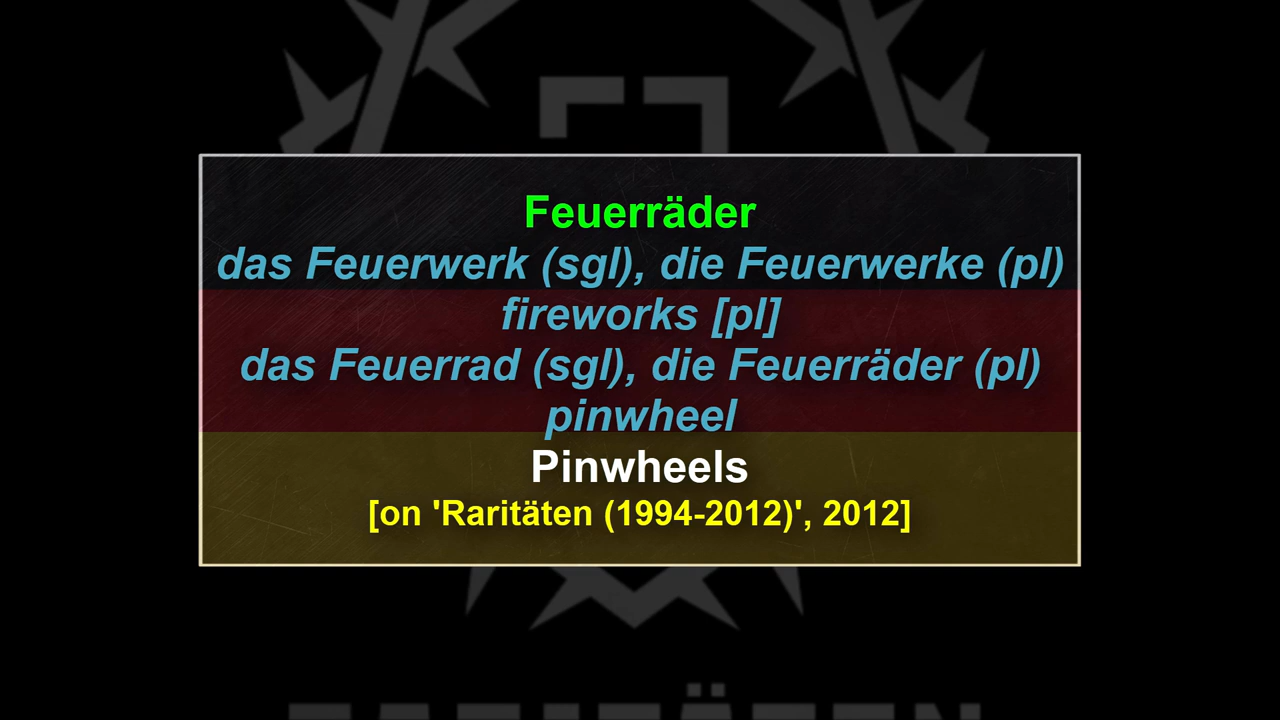 Feuerräder
das Feuerwerk (sgl), die Feuerwerke (pl)
fireworks [pl]
das Feuerrad (sgl), die Feuerräder (pl)
pinwheel
Pinwheels
[on 'Raritäten (1994-2012)', 2012]
RARITÄTEN